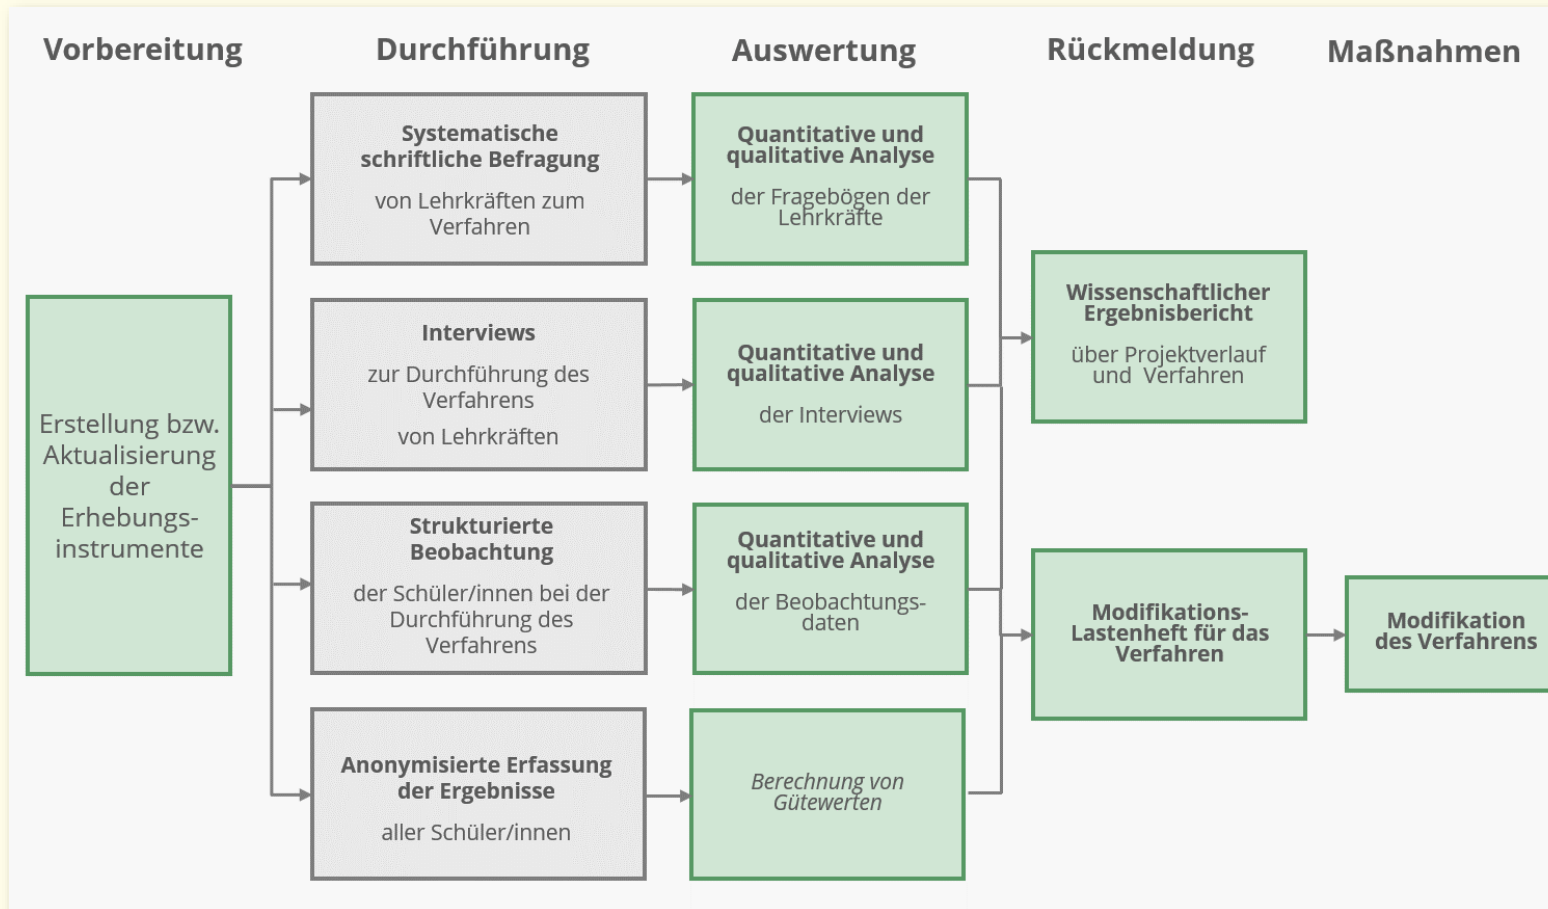 Vorbereitung
Durchführung
Auswertung
Rückmeldung
Maßnahmen
Erstellung bzw.
Aktualisierung
der
Erhebungs-
instrumente
Systematische
schriftliche Befragung
von Lehrkräften zum
Verfahren
Interviews
zur Durchführung des
Verfahrens
von Lehrkräften
Strukturierte
Beobachtung
der Schüler/innen bei der
Durchführung des
Verfahrens
Anonymisierte Erfassung
der Ergebnisse
aller Schüler/innen
Quantitative und
qualitative Analyse
der Fragebögen der
Lehrkräfte
Quantitative und
qualitative Analyse
der Interviews
Quantitative und
qualitative Analyse
der Beobachtungs-
daten
Berechnung von
Gütewerten
Wissenschaftlicher
Ergebnisbericht
über Projektverlauf
und Verfahren
Modifikations-
Lastenheft für das
Verfahren
Modifikation
des Verfahrens